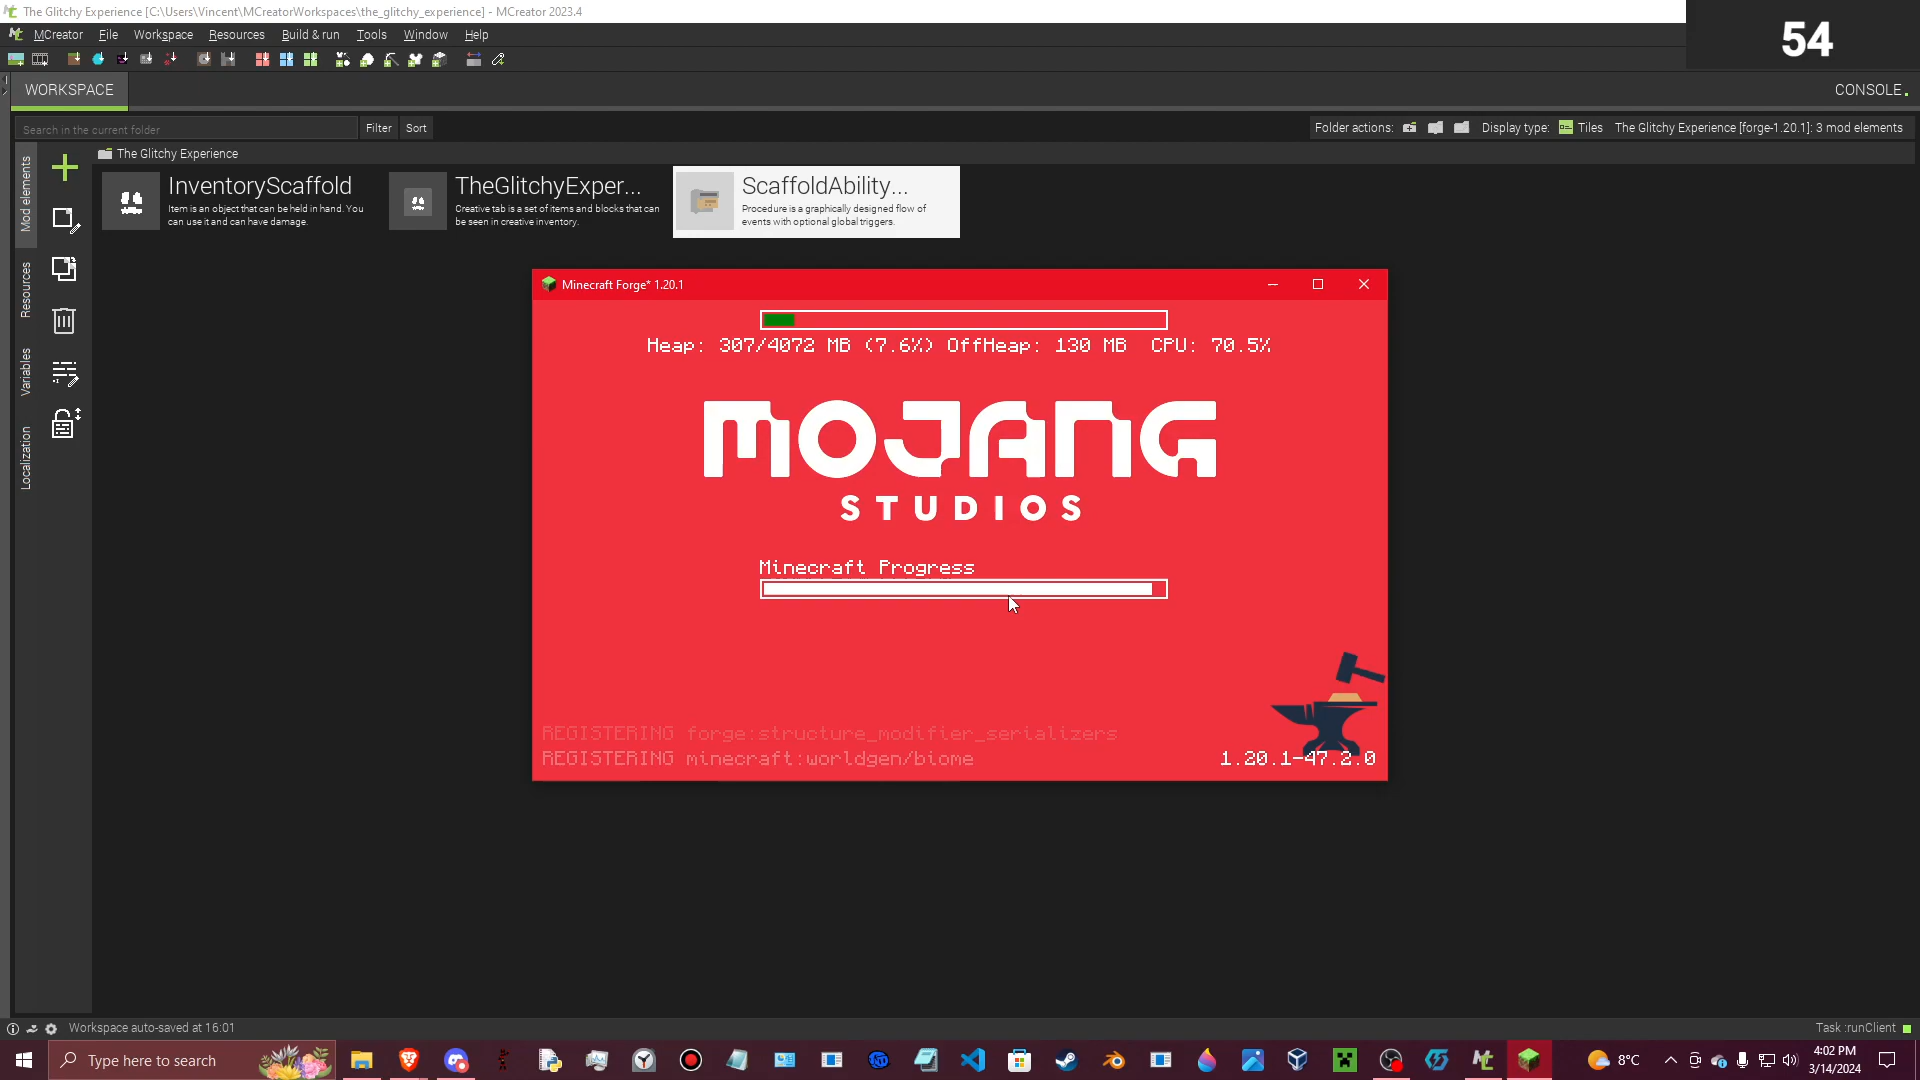 The Glitchy Experience [C:\Users\Vincent\MCreatorWorkspaces\the_glitchy_experience] - MCreator 2023.4
54
MCreator File Workspace Resources Build & run Tools Window Help
WORKSPACE
CONSOLE
Search in the current folder
Filter
Sort
Folder actions:
Display type:
Tiles
The Glitchy Experience [forge-1.20.1]: 3 mod elements
The Glitchy Experience
Mod elements
Resources
Variables
Localization
InventoryScaffold
Item is an object that can be held in hand. You
can use it and can have damage.
TheGlitchyExper...
Creative tab is a set of items and blocks that can
be seen in creative inventory.
ScaffoldAbility...
Procedure is a graphically designed flow of
events with optional global triggers.
Minecraft Forge* 1.20.1
Heap: 307/4072 MB (7.6%) OffHeap: 130 MB CPU: 70.5%
MOJANG
STUDIOS
Minecraft Progress
REGISTERING forge:structure_modifier_serializers
REGISTERING minecraft:worldgen/biome
1.20.1-47.2.0
Workspace auto-saved at 16:01
Task :runClient
Type here to search
8°C
4:02 PM
3/14/2024